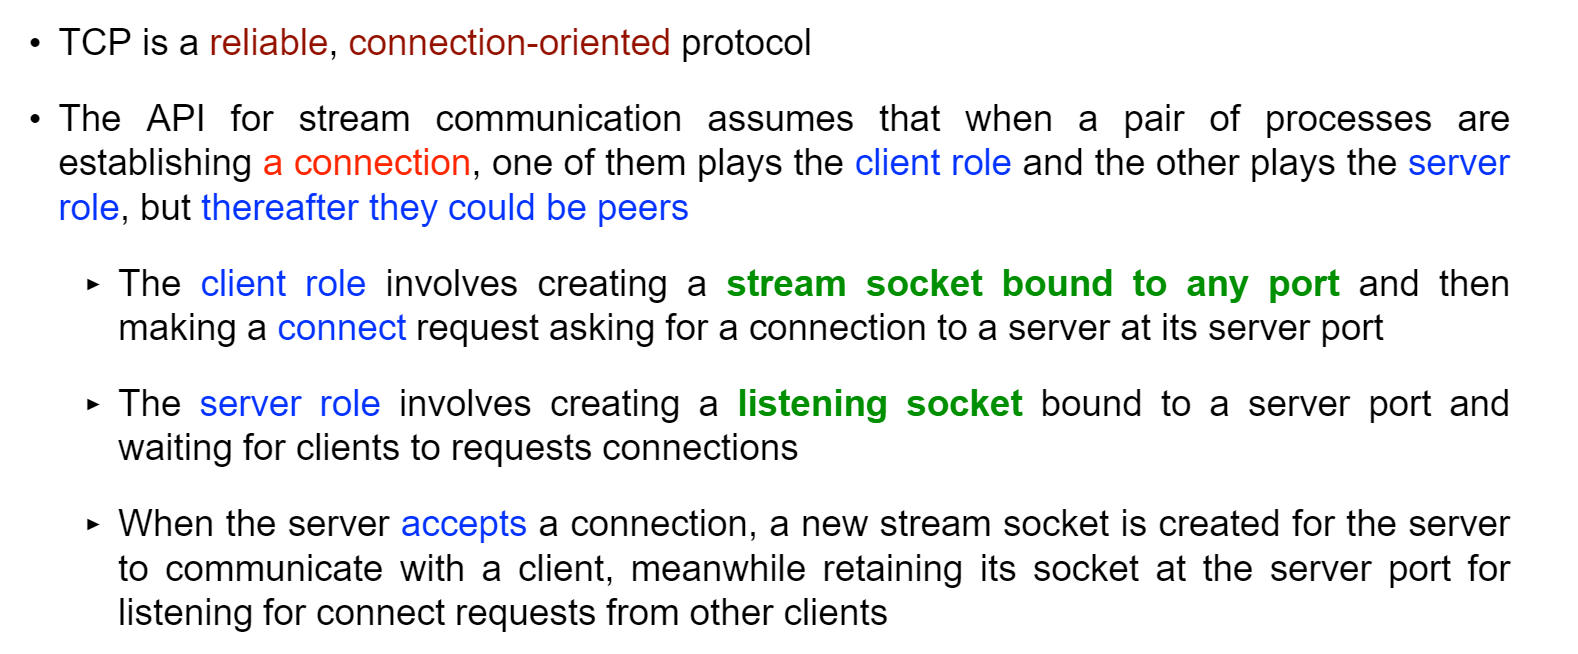 • TCP is a reliable, connection-oriented protocol
• The API for stream communication assumes that when a pair of processes are
establishing a connection, one of them plays the client role and the other plays the server
role, but thereafter they could be peers
▸ The client role involves creating a stream socket bound to any port and then
making a connect request asking for a connection to a server at its server port
▸ The server role involves creating a listening socket bound to a server port and
waiting for clients to requests connections
▸ When the server accepts a connection, a new stream socket is created for the server
to communicate with a client, meanwhile retaining its socket at the server port for
listening for connect requests from other clients